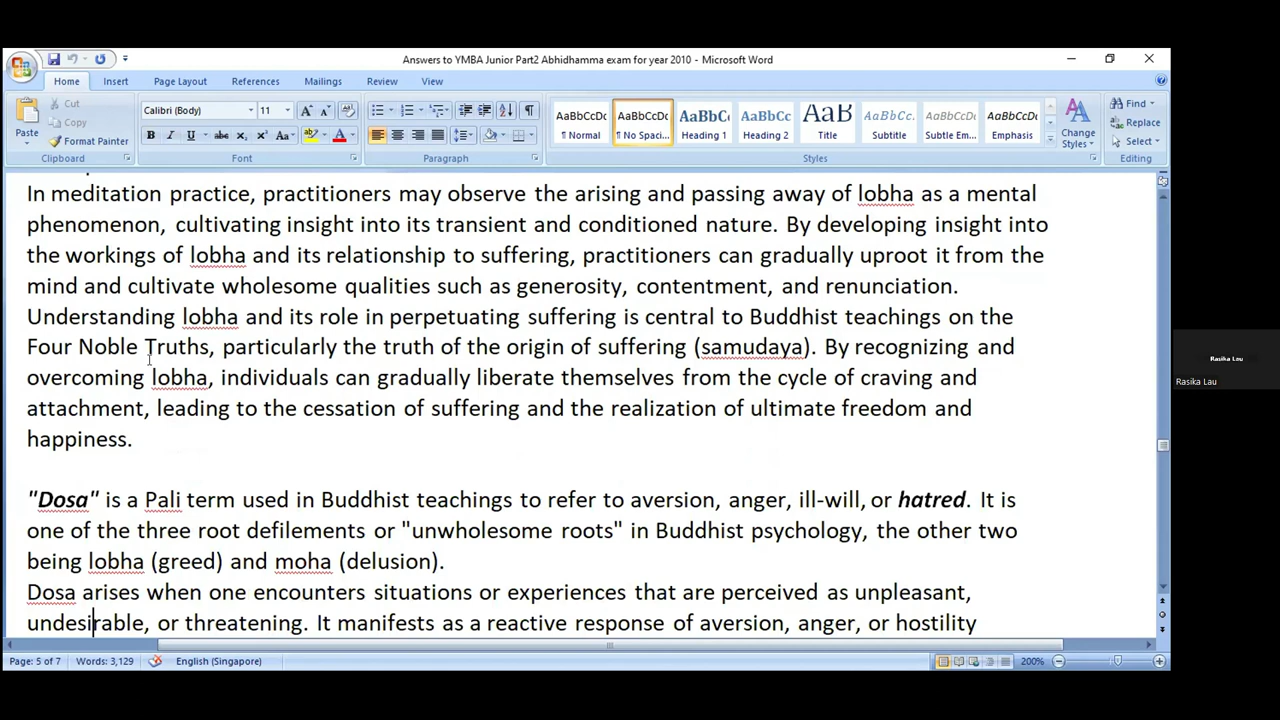 Answers to YMBA Junior Part2 Abhidhamma exam for year 2010 - Microsoft Word
Home Insert Page Layout References Mailings Review View
Paste
Cut
Copy
Format Painter
Clipboard
Calibri (Body) 11
Font
Paragraph
AaBbCcDc ¶ Normal
AaBbCcDc ¶ No Spaci...
AaBbC Heading 1
AaBbCc Heading 2
AaB Title
AaBbCc. Subtitle
AaBbCcDc Subtle Em...
AaBbCcDc Emphasis
Change Styles
Styles
Find
Replace
Select
Editing
In meditation practice, practitioners may observe the arising and passing away of lobha as a mental
phenomenon, cultivating insight into its transient and conditioned nature. By developing insight into
the workings of lobha and its relationship to suffering, practitioners can gradually uproot it from the
mind and cultivate wholesome qualities such as generosity, contentment, and renunciation.
Understanding lobha and its role in perpetuating suffering is central to Buddhist teachings on the
Four Noble Truths, particularly the truth of the origin of suffering (samudaya). By recognizing and
overcoming lobha, individuals can gradually liberate themselves from the cycle of craving and
attachment, leading to the cessation of suffering and the realization of ultimate freedom and
happiness.
"Dosa" is a Pali term used in Buddhist teachings to refer to aversion, anger, ill-will, or hatred. It is
one of the three root defilements or "unwholesome roots" in Buddhist psychology, the other two
being lobha (greed) and moha (delusion).
Dosa arises when one encounters situations or experiences that are perceived as unpleasant,
undesirable, or threatening. It manifests as a reactive response of aversion, anger, or hostility
Page: 5 of 7 Words: 3,129 English (Singapore) 200%
Rasika Lau
Rasika Lau